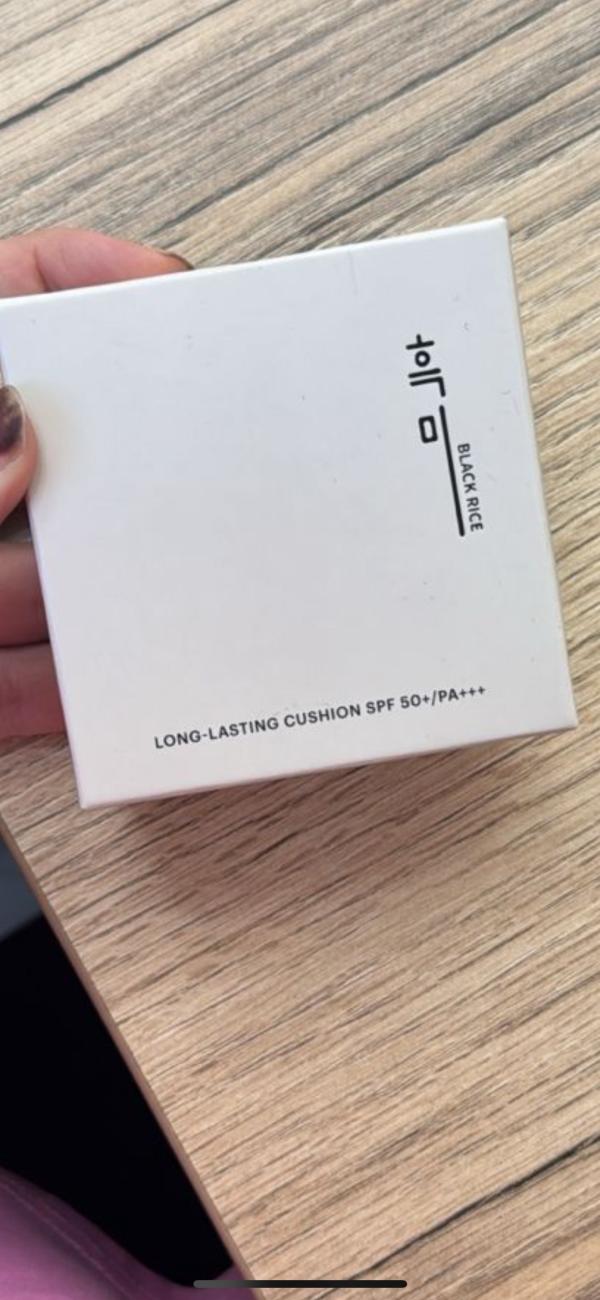 흑미
BLACK RICE
LONG-LASTING CUSHION SPF 50+/PA+++